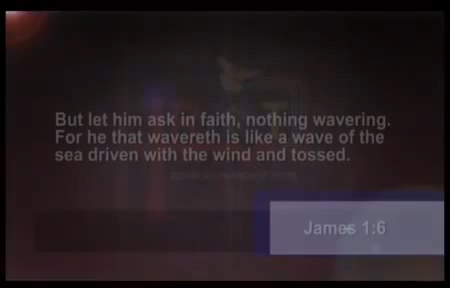 But let him ask in faith, nothing wavering.
For he that wavereth is like a wave of the
sea driven with the wind and tossed.
James 1:6